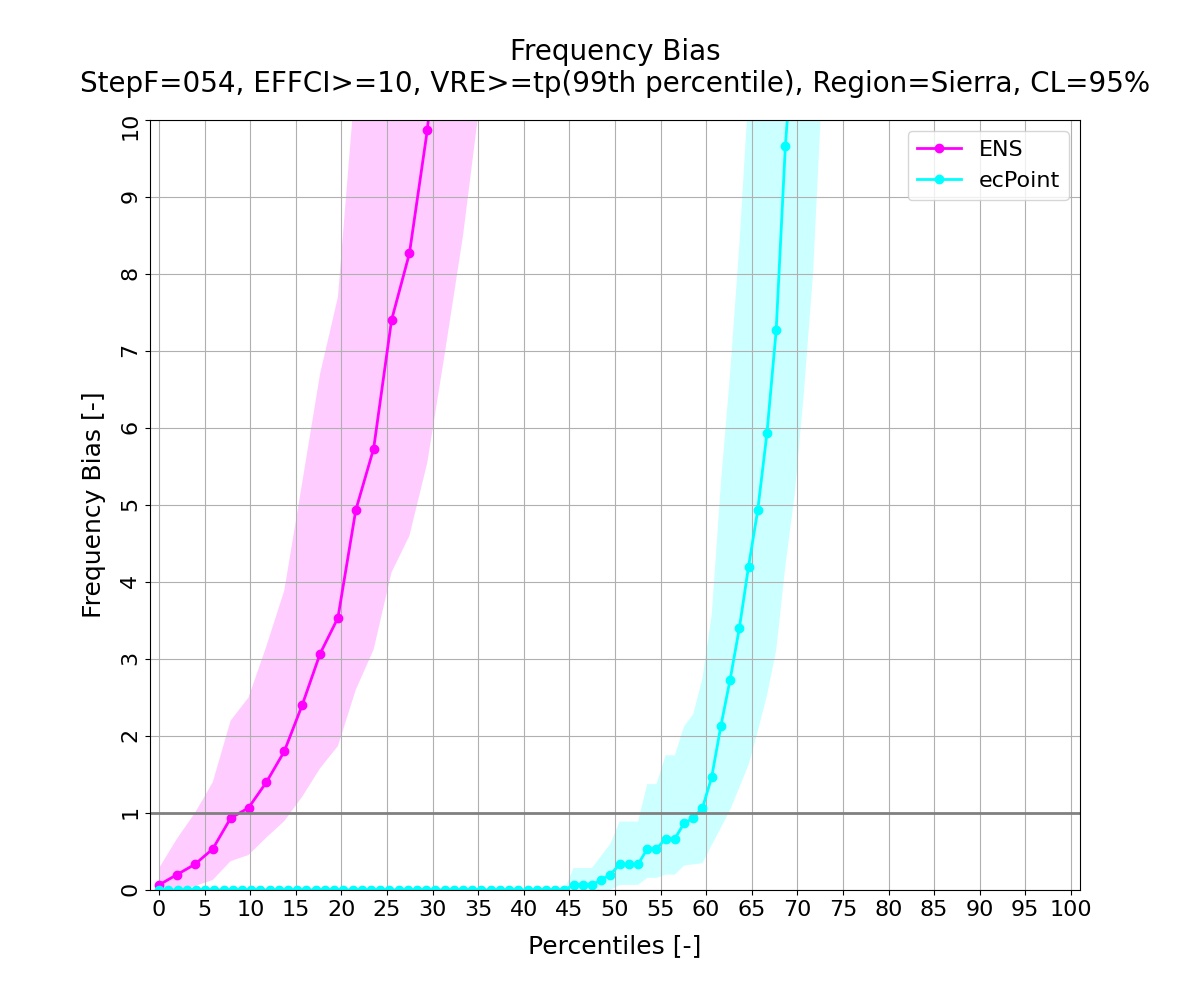 Frequency Bias
StepF=054, EFFCI>=10, VRE>=tp(99th percentile), Region=Sierra, CL=95%
ENS
ecPoint
Frequency Bias [-]
10
9
8
7
6
5
4
3
2
1
0
0 5 10 15 20 25 30 35 40 45 50 55 60 65 70 75 80 85 90 95 100
Percentiles [-]